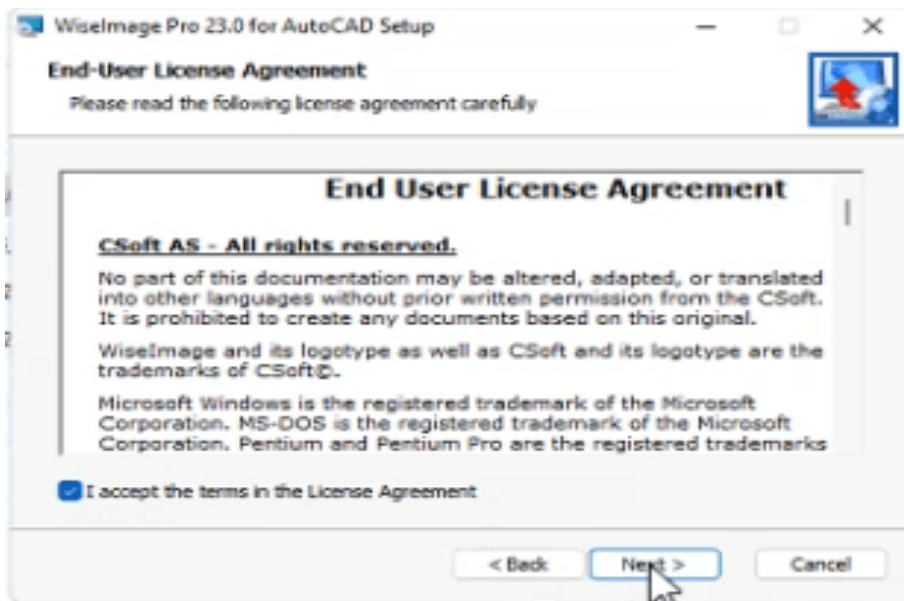 WiseImage Pro 23.0 for AutoCAD Setup
End-User License Agreement
Please read the following license agreement carefully
End User License Agreement
CSoft AS - All rights reserved.
No part of this documentation may be altered, adapted, or translated
into other languages without prior written permission from the CSoft.
It is prohibited to create any documents based on this original.
WiseImage and its logotype as well as CSoft and its logotype are the
trademarks of CSoft©.
Microsoft Windows is the registered trademark of the Microsoft
Corporation. MS-DOS is the registered trademark of the Microsoft
Corporation. Pentium and Pentium Pro are the registered trademarks
I accept the terms in the License Agreement
< Back
Next >
Cancel